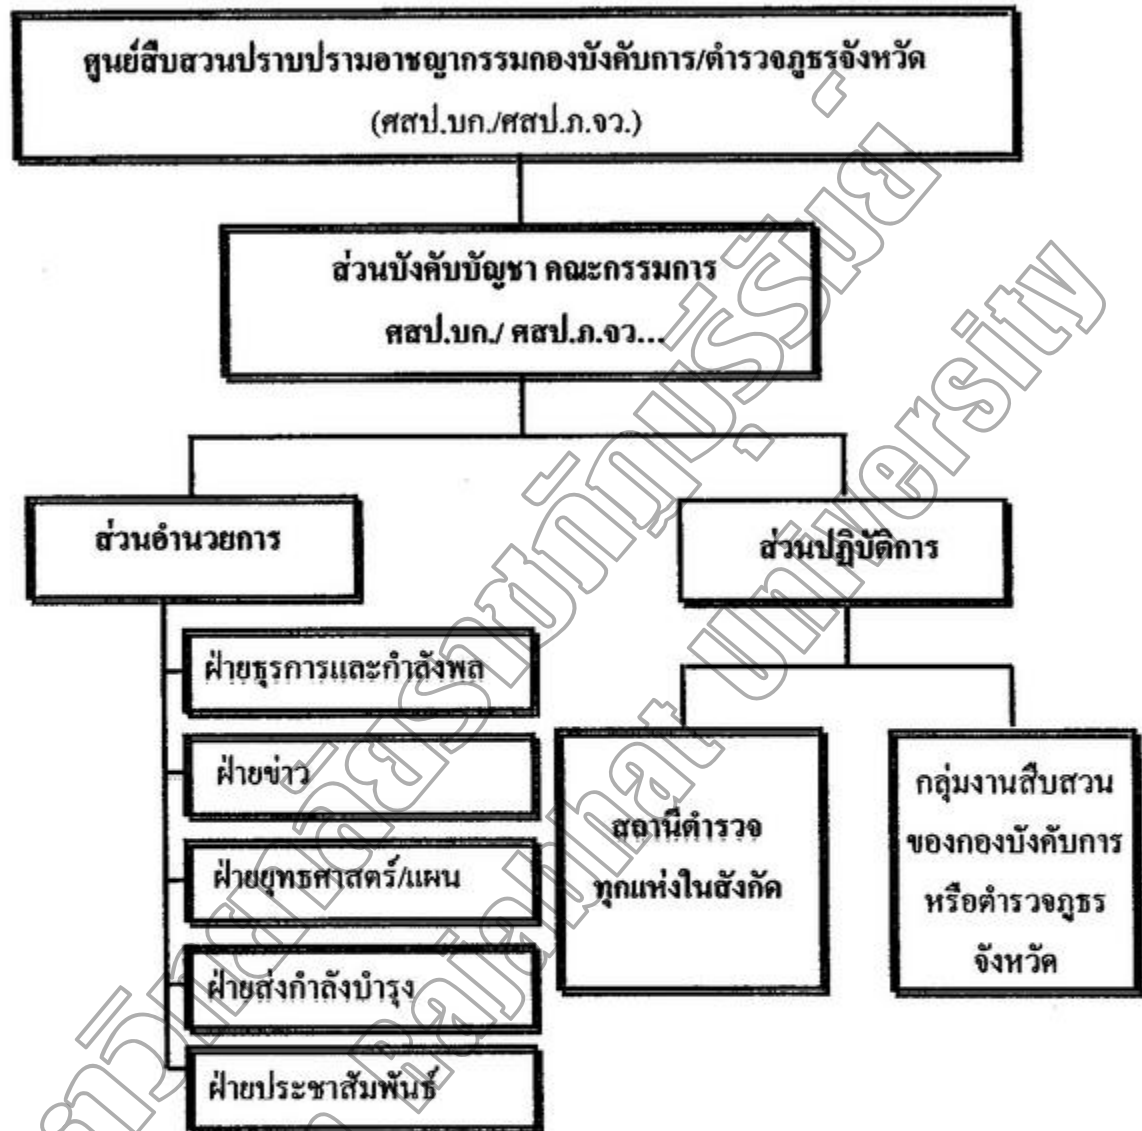 ศูนย์สืบสวนปราบปรามอาชญากรรมกองบังคับการ/ตำรวจภูธรจังหวัด
(ศสป.บก./ศสป.ภ.จว.)
ส่วนบังคับบัญชา คณะกรรมการ
ศสป.บก./ ศสป.ภ.จว...
ส่วนอำนวยการ
ส่วนปฏิบัติการ
ฝ่ายธุรการและกำลังพล
ฝ่ายข่าว
ฝ่ายยุทธศาสตร์/แผน
ฝ่ายส่งกำลังบำรุง
ฝ่ายประชาสัมพันธ์
สถานีตำรวจ
ทุกแห่งในสังกัด
กลุ่มงานสืบสวน
ของกองบังคับการ
หรือตำรวจภูธร
จังหวัด
Rajabhat University